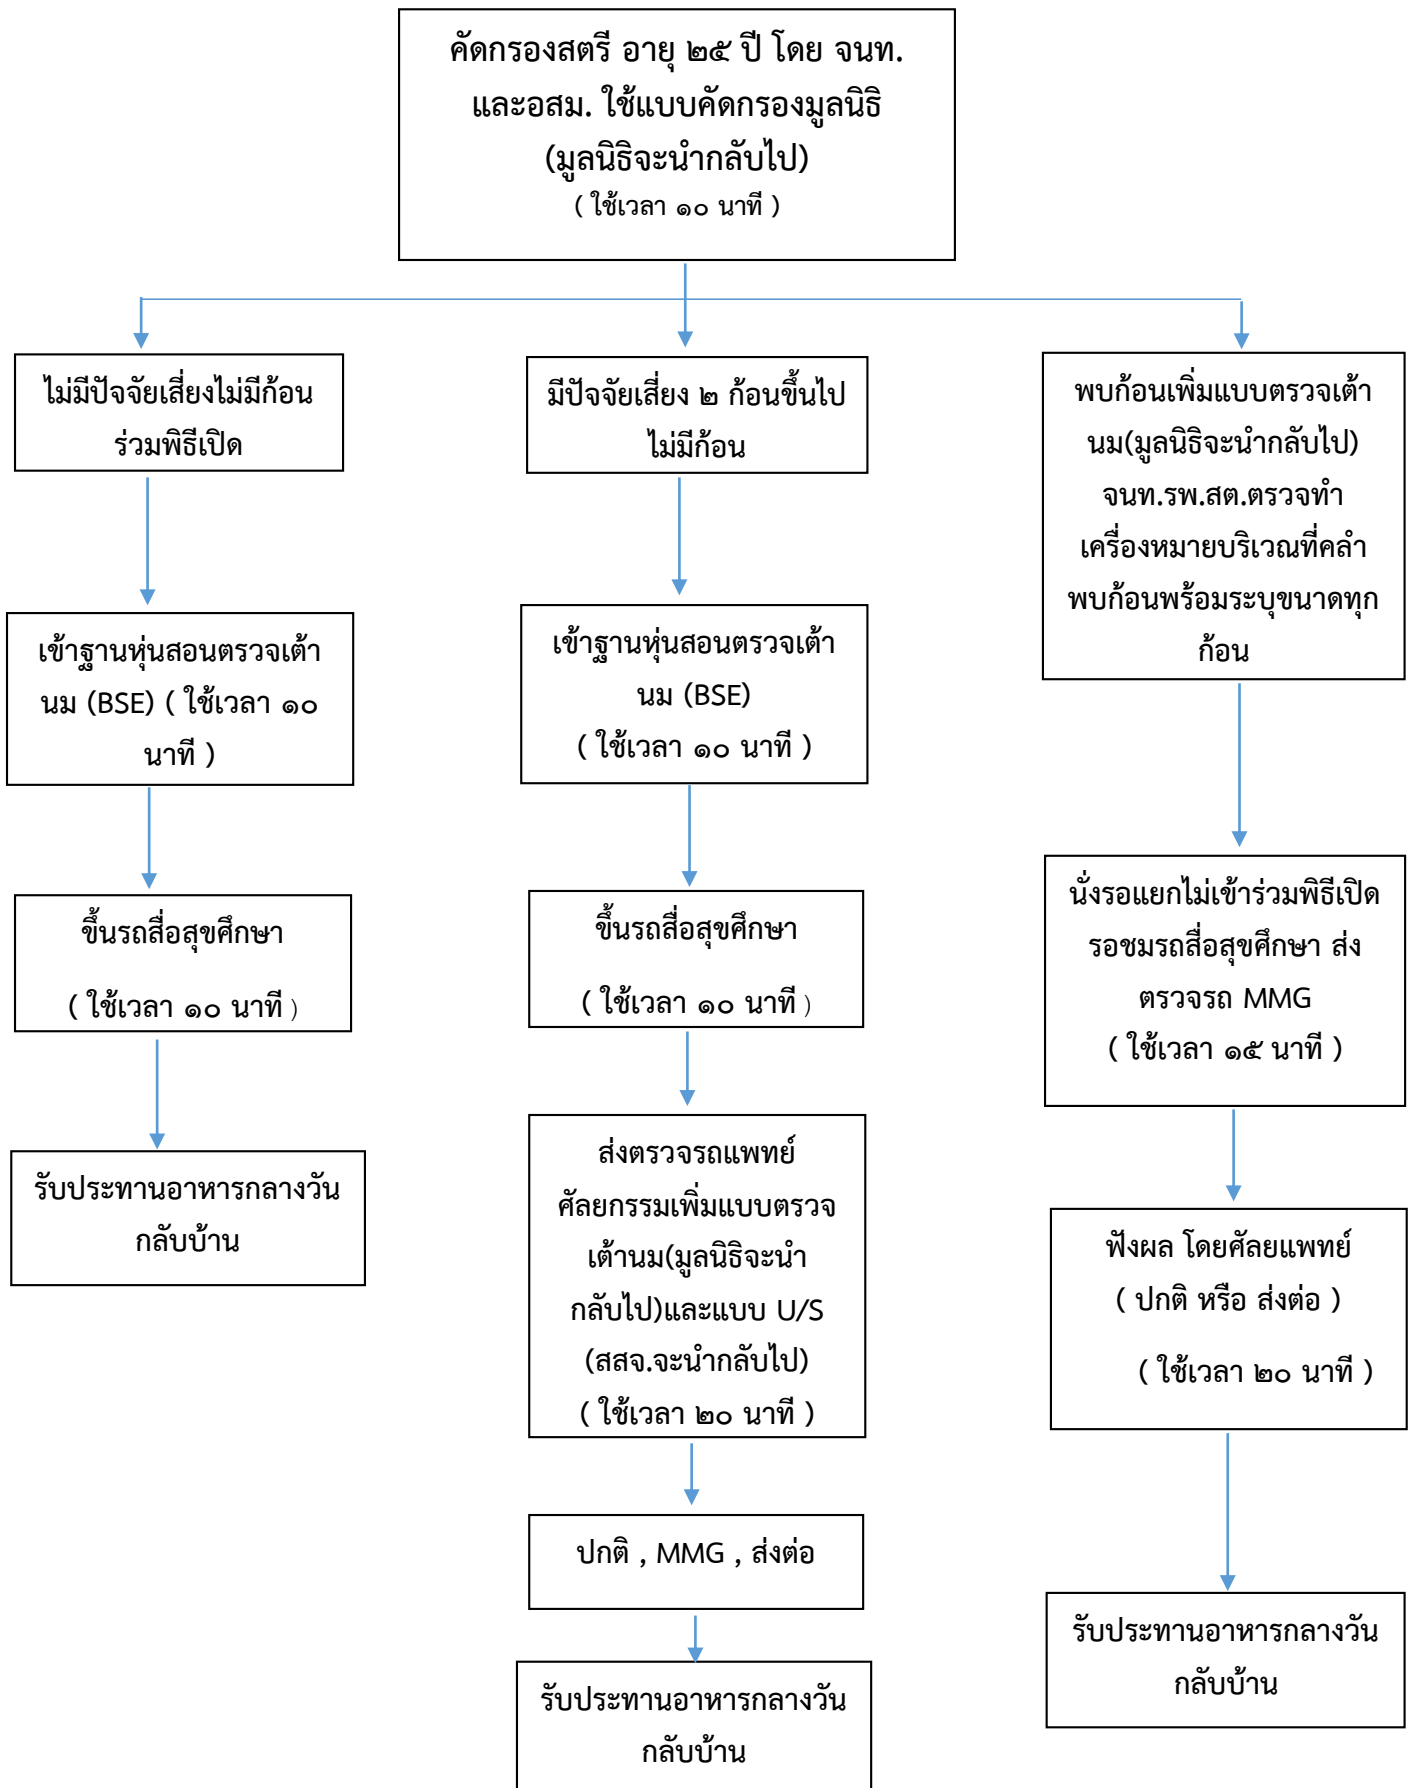 คัดกรองสตรี อายุ ๒๕ ปี โดย จนท.
และอสม. ใช้แบบคัดกรองมูลนิธิ
(มูลนิธิจะนำกลับไป)
( ใช้เวลา ๑๐ นาที )
ไม่มีปัจจัยเสี่ยงไม่มีก้อน
ร่วมพิธีเปิด
เข้าฐานหุ่นสอนตรวจเต้า
นม (BSE) ( ใช้เวลา ๑๐
นาที )
ขึ้นรถสื่อสุขศึกษา
( ใช้เวลา ๑๐ นาที )
รับประทานอาหารกลางวัน
กลับบ้าน
มีปัจจัยเสี่ยง ๒ ก้อนขึ้นไป
ไม่มีก้อน
เข้าฐานหุ่นสอนตรวจเต้า
นม (BSE)
( ใช้เวลา ๑๐ นาที )
ขึ้นรถสื่อสุขศึกษา
( ใช้เวลา ๑๐ นาที )
ส่งตรวจรถแพทย์
ศัลยกรรมเพิ่มแบบตรวจ
เต้านม(มูลนิธิจะนำ
กลับไป)และแบบ U/S
(สสจ.จะนำกลับไป)
( ใช้เวลา ๒๐ นาที )
ปกติ , MMG , ส่งต่อ
รับประทานอาหารกลางวัน
กลับบ้าน
พบก้อนเพิ่มแบบตรวจเต้า
นม(มูลนิธิจะนำกลับไป)
จนท.รพ.สต.ตรวจทำ
เครื่องหมายบริเวณที่คลำ
พบก้อนพร้อมระบุขนาดทุก
ก้อน
นั่งรอแยกไม่เข้าร่วมพิธีเปิด
รอชมรถสื่อสุขศึกษา ส่ง
ตรวจรถ MMG
( ใช้เวลา ๑๕ นาที )
ฟังผล โดยศัลยแพทย์
( ปกติ หรือ ส่งต่อ )
( ใช้เวลา ๒๐ นาที )
รับประทานอาหารกลางวัน
กลับบ้าน